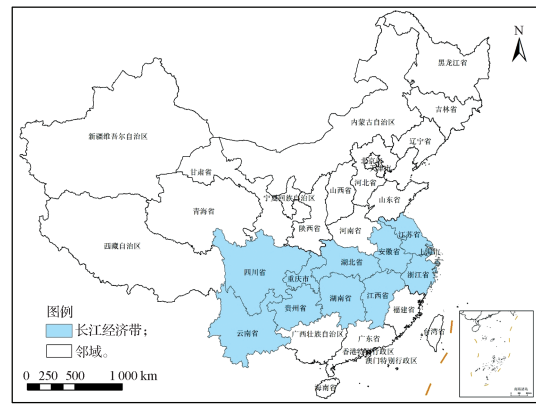 N
黑龙江省
吉林省
辽宁省
内蒙古自治区
新疆维吾尔自治区
甘肃省
北京市
河北省
山西省
山东省
宁夏回族自治区
青海省
陕西省
河南省
西藏自治区
江苏省
安徽省
上海市
湖北省
四川省
重庆市
浙江省
湖南省
江西省
贵州省
福建省
云南省
台湾省
广西壮族自治区
广东省
香港特别行政区
澳门特别行政区
海南省
图例
长江经济带；
邻域。
0 250 500 1 000 km